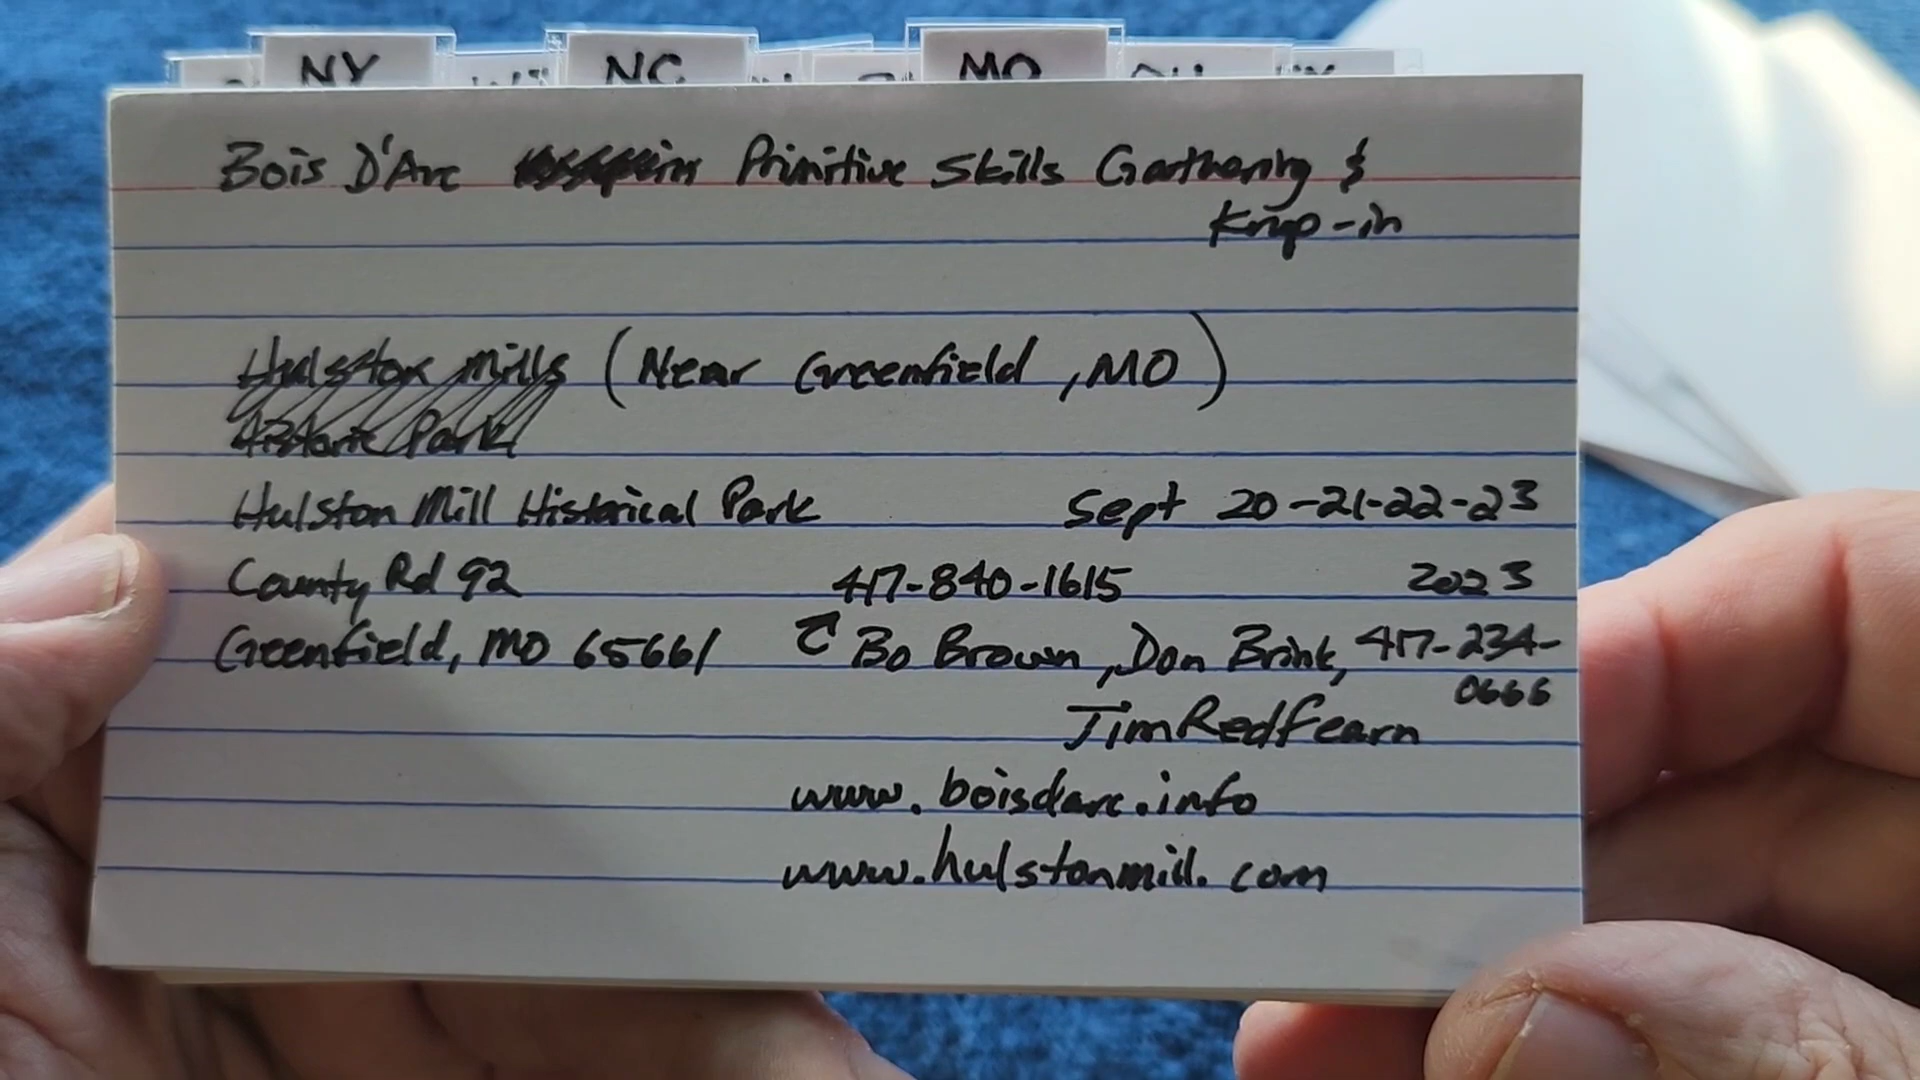 NY NC MO
Bois D'Arc Primitive Skills Gathering &
Knap-in
Hulston Mills (Near Greenfield, MO)
Historic Park
Hulston Mill Historical Park Sept 20-21-22-23
County Rd 92 417-840-1615 2023
Greenfield, MO 65661 Bo Brown, Don Brink, 417-234-
0666
Jim Redfearn
www.boisdarc.info
www.hulstonmill.com